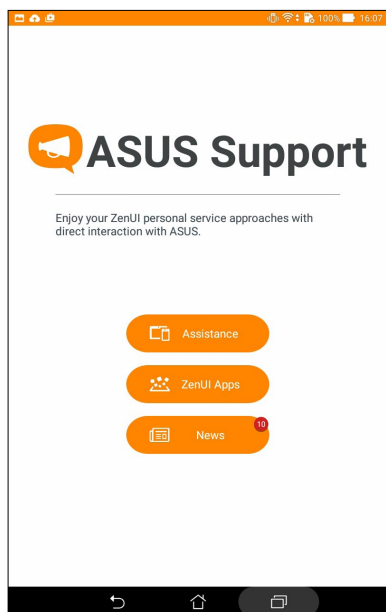 100% 16:07
ASUS Support
Enjoy your ZenUI personal service approaches with
direct interaction with ASUS.
Assistance
ZenUI Apps
10
News